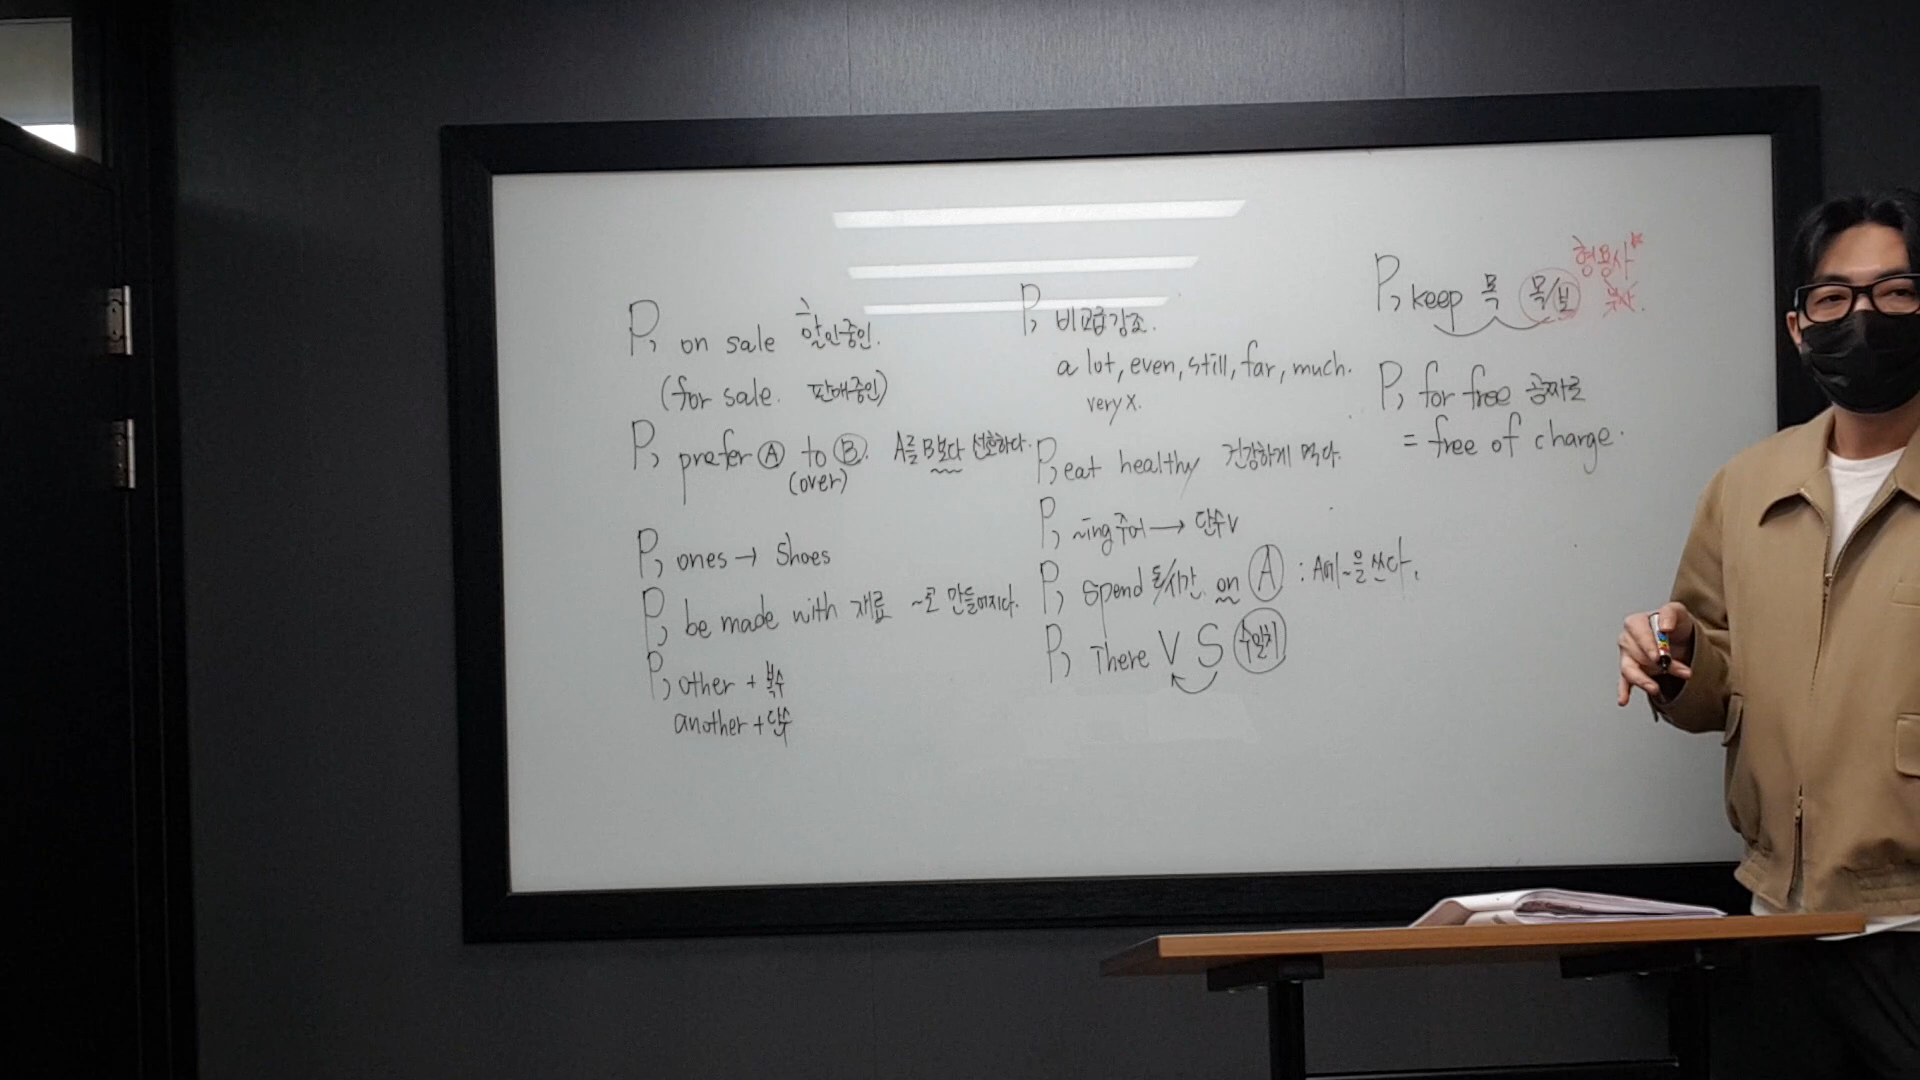 P, on sale 할인중인.
(for sale. 판매중인)
P, prefer Ⓐ to Ⓑ. A를 B보다 선호하다.
(over)
P, ones → shoes
P, be made with 재료 ~로 만들어지다.
P, other + 복수
another + 단수
P, 비교급강조.
a lot, even, still, far, much.
very x.
P, eat healthy 건강하게 먹다.
P, ~ing주어 → 단수V
P, spend 돈/시간 on Ⓐ : A에 ~을 쓰다.
P, There V S 수일치
P, keep 목 목/보 형용사*
부사.
P, for free 공짜로
= free of charge.